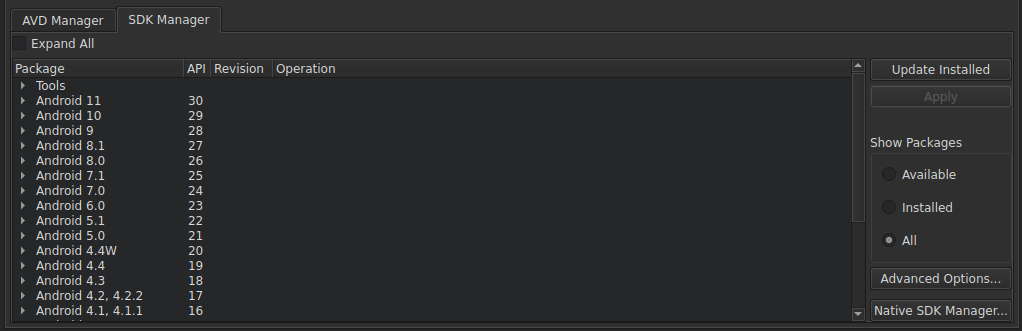 AVD Manager SDK Manager
Expand All
Package API Revision Operation
Tools
Android 11 30
Android 10 29
Android 9 28
Android 8.1 27
Android 8.0 26
Android 7.1 25
Android 7.0 24
Android 6.0 23
Android 5.1 22
Android 5.0 21
Android 4.4W 20
Android 4.4 19
Android 4.3 18
Android 4.2, 4.2.2 17
Android 4.1, 4.1.1 16
Update Installed
Apply
Show Packages
Available
Installed
All
Advanced Options...
Native SDK Manager...